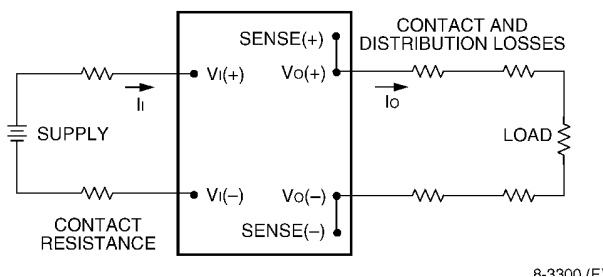 CONTACT AND
DISTRIBUTION LOSSES
SENSE(+)
VI(+)
VO(+)
II
IO
SUPPLY
LOAD
VI(–)
VO(–)
CONTACT
RESISTANCE
SENSE(–)